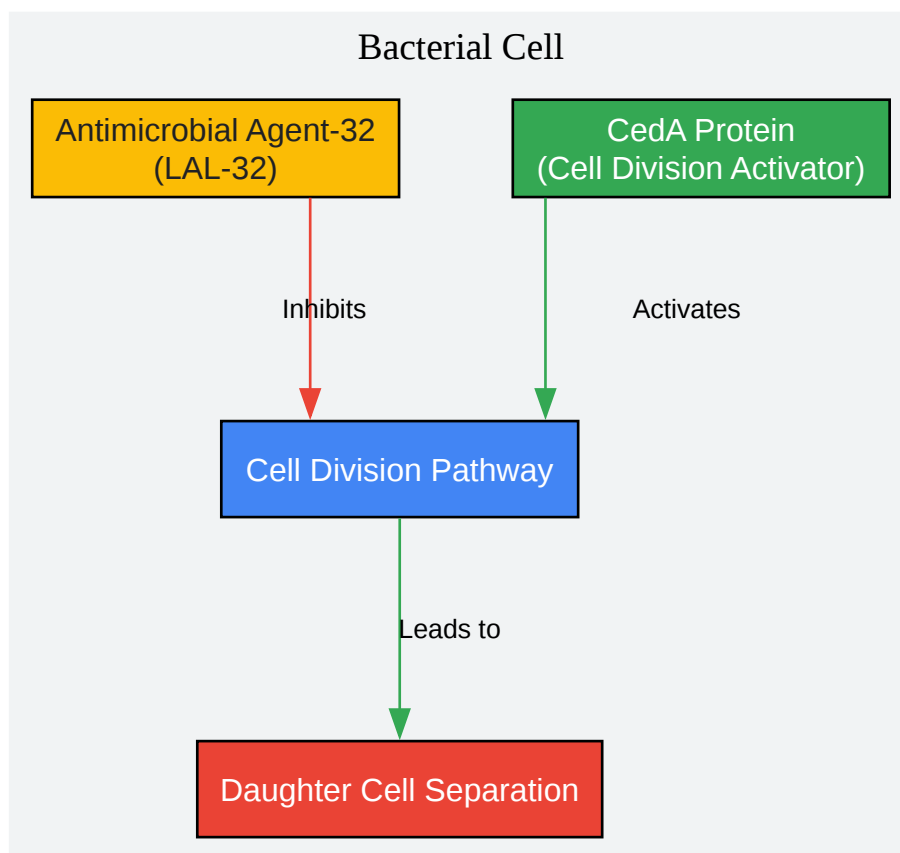 Bacterial Cell
Antimicrobial Agent-32
(LAL-32)
CedA Protein
(Cell Division Activator)
Inhibits
Activates
Cell Division Pathway
Leads to
Daughter Cell Separation